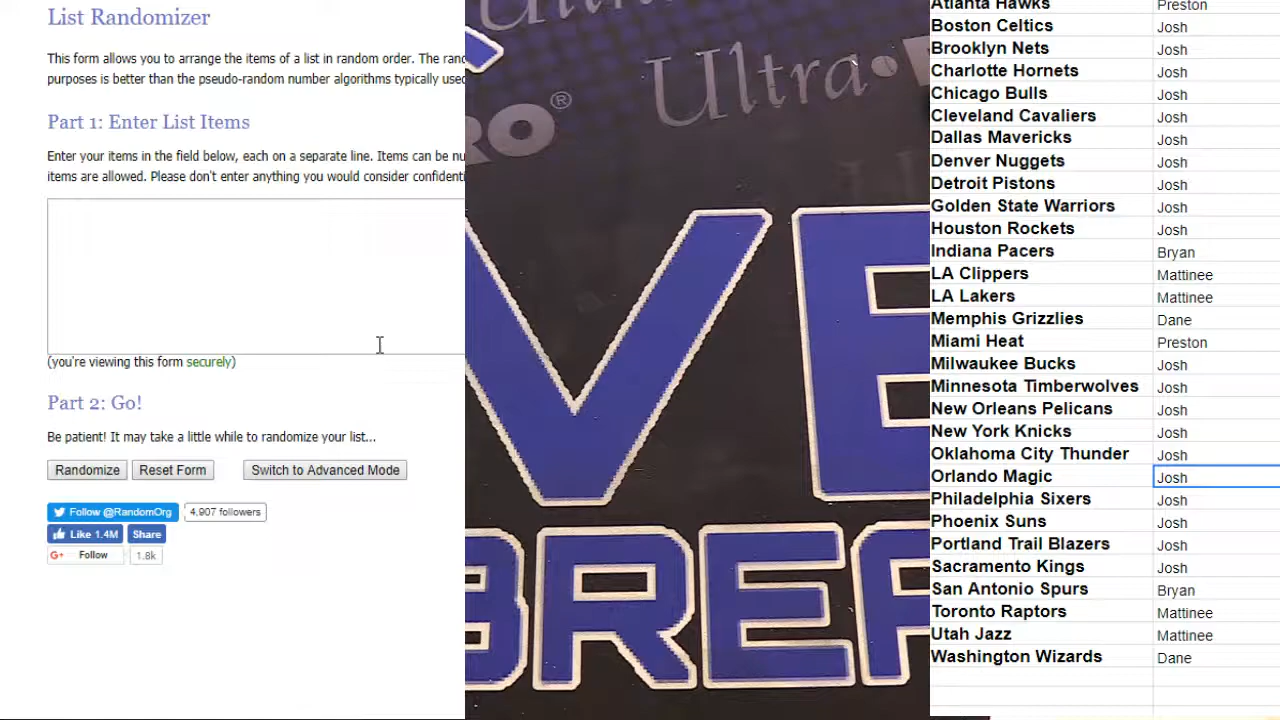 List Randomizer
This form allows you to arrange the items of a list in random order. The
purposes is better than the pseudo-random number algorithms typically
Part 1: Enter List Items
Enter your items in the field below, each on a separate line. Items can be
items are allowed. Please don't enter anything you would consider
(you're viewing this form securely)
Part 2: Go!
Be patient! It may take a little while to randomize your list...
Randomize Reset Form Switch to Advanced Mode
Follow @RandomOrg 4,907 followers
Like 1.4M Share
G+ Follow 1.8k
Ultra
RO®
Ultra•
VE
BREA
Atlanta Hawks Preston
Boston Celtics Josh
Brooklyn Nets Josh
Charlotte Hornets Josh
Chicago Bulls Josh
Cleveland Cavaliers Josh
Dallas Mavericks Josh
Denver Nuggets Josh
Detroit Pistons Josh
Golden State Warriors Josh
Houston Rockets Josh
Indiana Pacers Bryan
LA Clippers Mattinee
LA Lakers Mattinee
Memphis Grizzlies Dane
Miami Heat Preston
Milwaukee Bucks Josh
Minnesota Timberwolves Josh
New Orleans Pelicans Josh
New York Knicks Josh
Oklahoma City Thunder Josh
Orlando Magic Josh
Philadelphia Sixers Josh
Phoenix Suns Josh
Portland Trail Blazers Josh
Sacramento Kings Josh
San Antonio Spurs Bryan
Toronto Raptors Mattinee
Utah Jazz Mattinee
Washington Wizards Dane